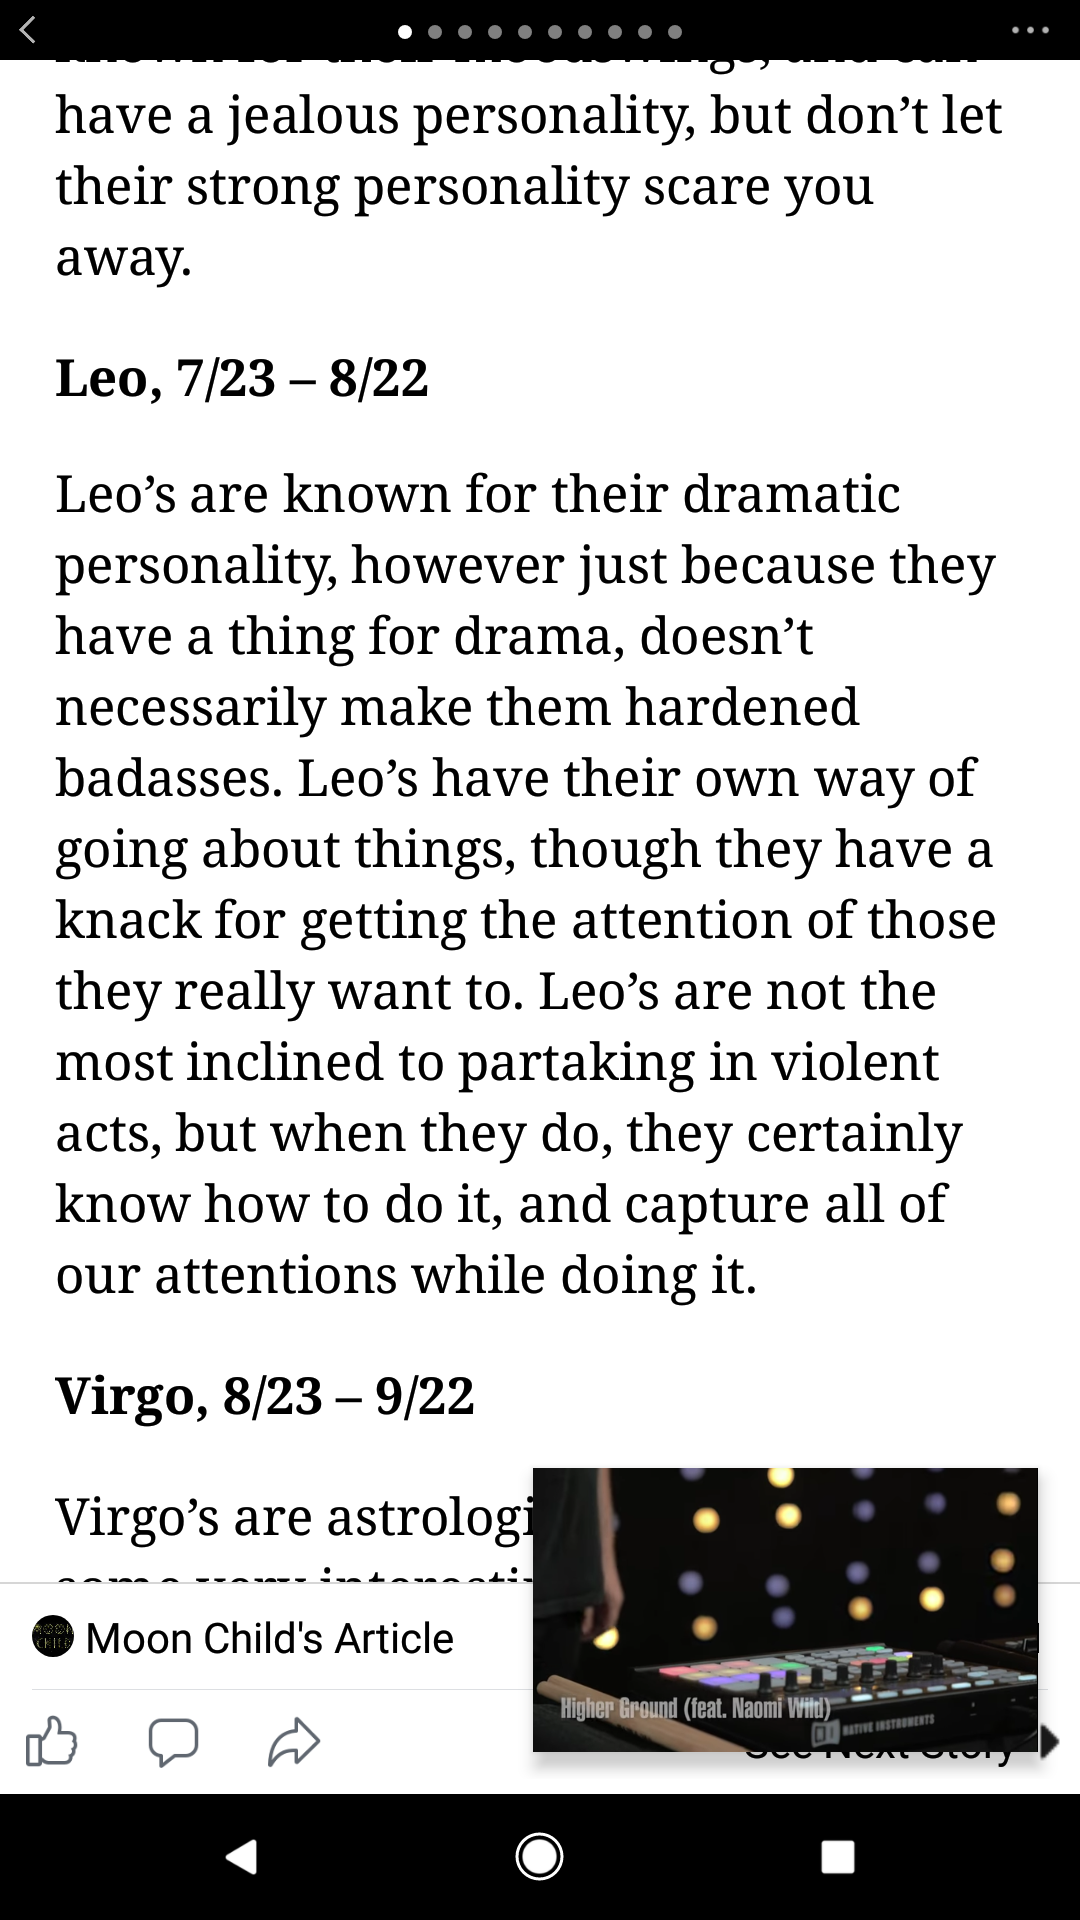 have a jealous personality, but don’t let
their strong personality scare you
away.
Leo, 7/23 – 8/22
Leo’s are known for their dramatic
personality, however just because they
have a thing for drama, doesn’t
necessarily make them hardened
badasses. Leo’s have their own way of
going about things, though they have a
knack for getting the attention of those
they really want to. Leo’s are not the
most inclined to partaking in violent
acts, but when they do, they certainly
know how to do it, and capture all of
our attentions while doing it.
Virgo, 8/23 – 9/22
Virgo’s are astrologi
Higher Ground (feat. Naomi Wild)
NATIVE INSTRUMENTS
MOON
CHILD
Moon Child's Article
See Next Story